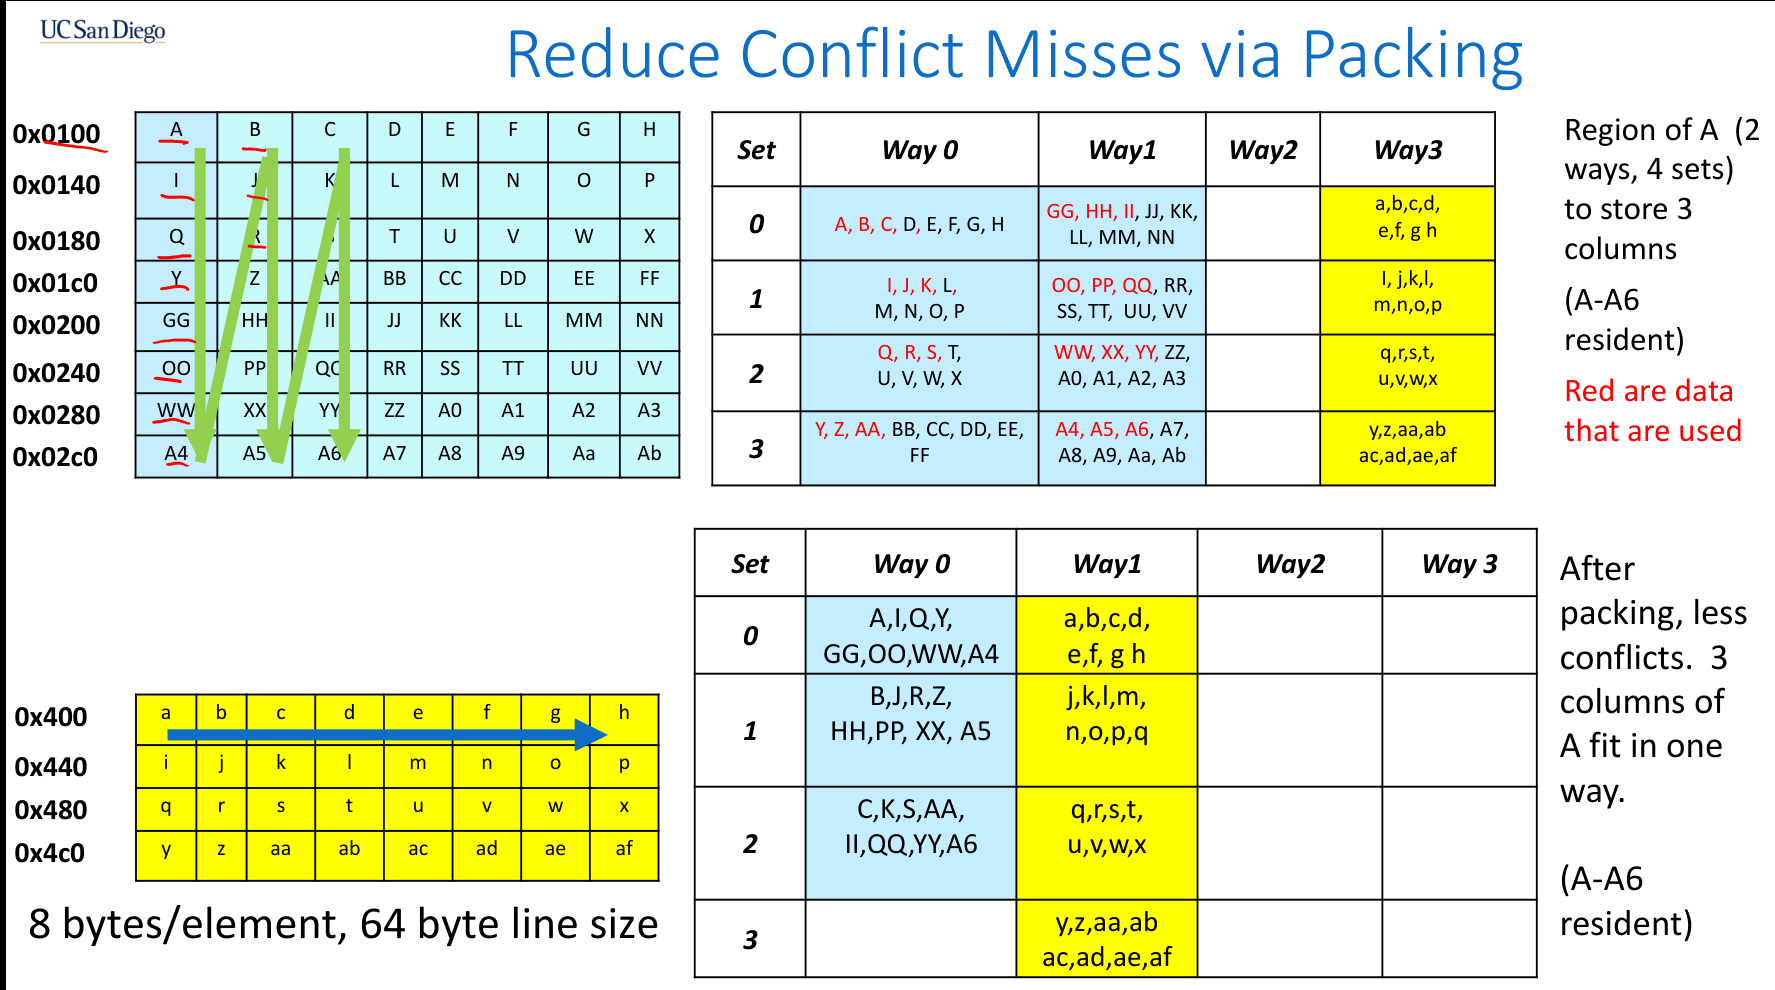 UC San Diego
Reduce Conflict Misses via Packing
0x0100 A B C D E F G H
0x0140 I J K L M N O P
0x0180 Q R T U V W X
0x01c0 Y Z AA BB CC DD EE FF
0x0200 GG HH II JJ KK LL MM NN
0x0240 OO PP QQ RR SS TT UU VV
0x0280 WW XX YY ZZ A0 A1 A2 A3
0x02c0 A4 A5 A6 A7 A8 A9 Aa Ab
Set Way 0 Way1 Way2 Way3
0
A, B, C, D, E, F, G, H
GG, HH, II, JJ, KK,
LL, MM, NN
a,b,c,d,
e,f, g h
1
I, J, K, L,
M, N, O, P
OO, PP, QQ, RR,
SS, TT, UU, VV
I, j,k,l,
m,n,o,p
2
Q, R, S, T,
U, V, W, X
WW, XX, YY, ZZ,
A0, A1, A2, A3
q,r,s,t,
u,v,w,x
3
Y, Z, AA, BB, CC, DD, EE,
FF
A4, A5, A6, A7,
A8, A9, Aa, Ab
y,z,aa,ab
ac,ad,ae,af
Region of A (2
ways, 4 sets)
to store 3
columns
(A-A6
resident)
Red are data
that are used
0x400 a b c d e f g h
0x440 i j k l m n o p
0x480 q r s t u v w x
0x4c0 y z aa ab ac ad ae af
8 bytes/element, 64 byte line size
Set Way 0 Way1 Way2 Way 3
0
A,I,Q,Y,
GG,OO,WW,A4
a,b,c,d,
e,f, g h
1
B,J,R,Z,
HH,PP, XX, A5
j,k,l,m,
n,o,p,q
2
C,K,S,AA,
II,QQ,YY,A6
q,r,s,t,
u,v,w,x
3
y,z,aa,ab
ac,ad,ae,af
After
packing, less
conflicts. 3
columns of
A fit in one
way.
(A-A6
resident)